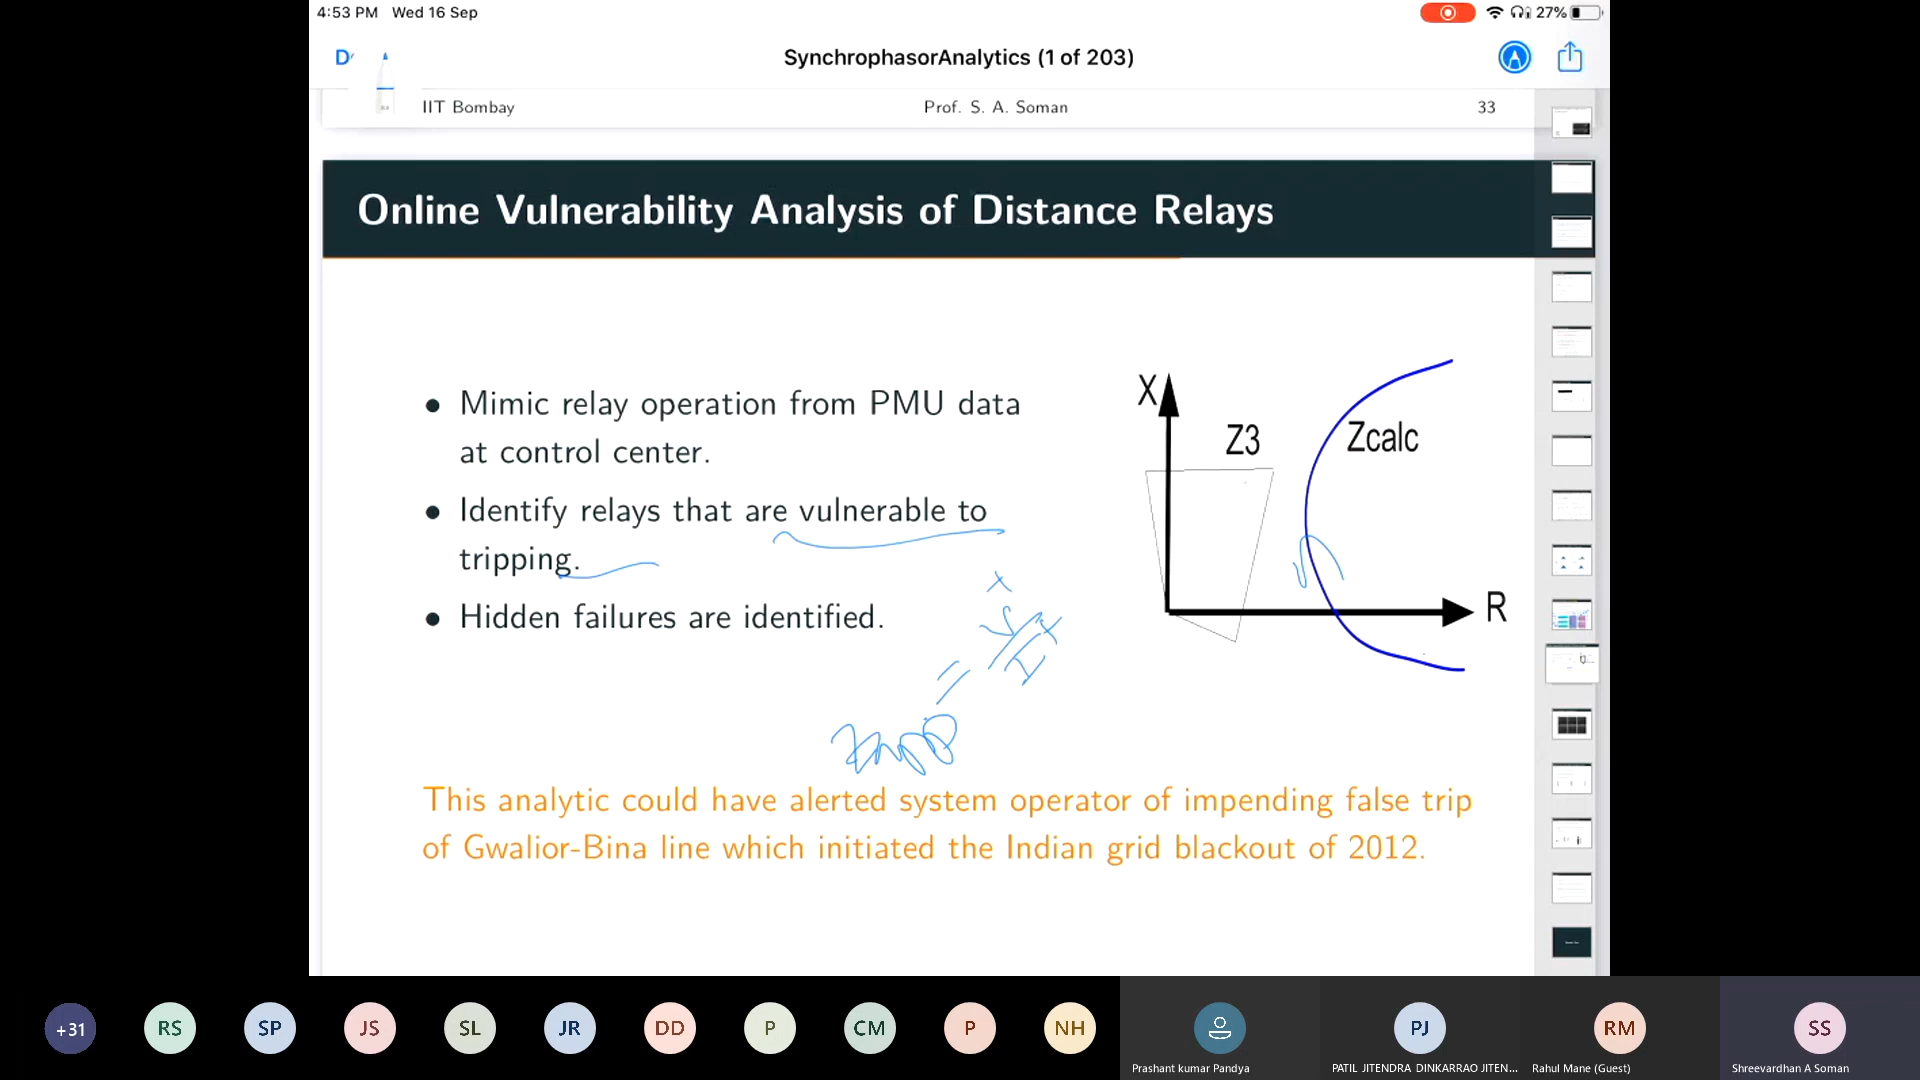 4:53 PM Wed 16 Sep
27%
SynchrophasorAnalytics (1 of 203)
IIT Bombay Prof. S. A. Soman 33
Online Vulnerability Analysis of Distance Relays
• Mimic relay operation from PMU data
at control center.
• Identify relays that are vulnerable to
tripping.
• Hidden failures are identified.
X
Z3
Zcalc
R
This analytic could have alerted system operator of impending false trip
of Gwalior-Bina line which initiated the Indian grid blackout of 2012.
+31 RS SP JS SL JR DD P CM P NH PJ RM SS
Prashant kumar Pandya PATIL JITENDRA DINKARRAO JITEN... Rahul Mane (Guest) Shreevardhan A Soman